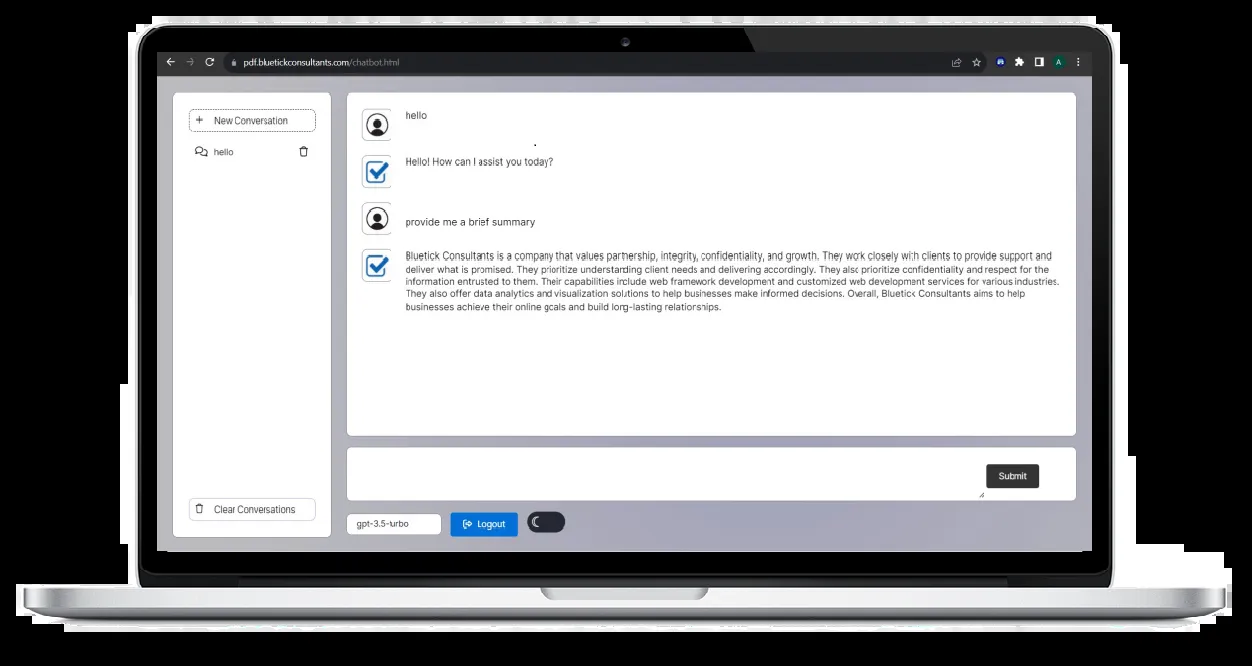 pdf.bluetickconsultants.com/chatbot.html
A
+ New Conversation
hello
Clear Conversations
hello
Hello! How can I assist you today?
provide me a brief summary
Bluetick Consultants is a company that values partnership, integrity, confidentiality, and growth. They work closely with clients to provide support and
deliver what is promised. They prioritize understanding client needs and delivering accordingly. They also prioritize confidentiality and respect for the
information entrusted to them. Their capabilities include web framework development and customized web development services for various industries.
They also offer data analytics and visualization solutions to help businesses make informed decisions. Overall, Bluetick Consultants aims to help
businesses achieve their online goals and build long-lasting relationships.
Submit
gpt-3.5-turbo
Logout